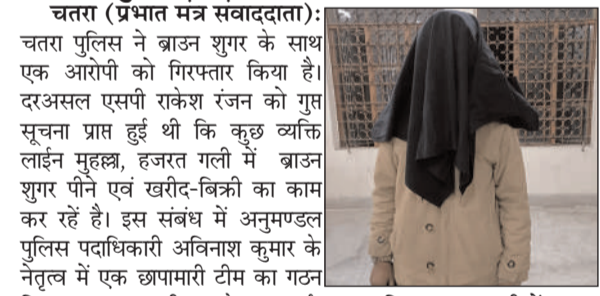 चतरा (प्रभात मंत्र संवाददाता):
चतरा पुलिस ने ब्राउन शुगर के साथ
एक आरोपी को गिरफ्तार किया है।
दरअसल एसपी राकेश रंजन को गुप्त
सूचना प्राप्त हुई थी कि कुछ व्यक्ति
लाईन मुहल्ला, हजरत गली में ब्राउन
शुगर पीने एवं खरीद-बिक्री का काम
कर रहें है। इस संबंध में अनुमण्डल
पुलिस पदाधिकारी अविनाश कुमार के
नेतृत्व में एक छापामारी टीम का गठन